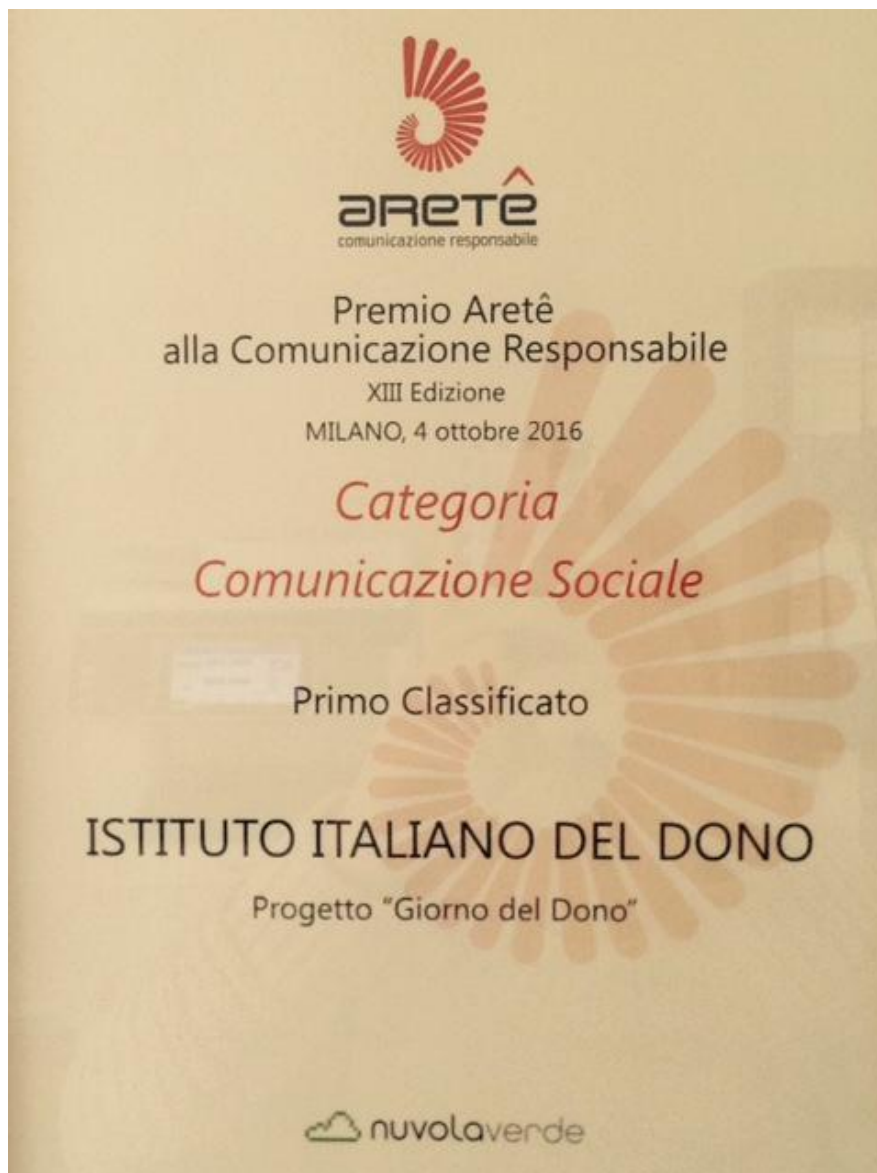 aretê
comunicazione responsabile
Premio Aretê
alla Comunicazione Responsabile
XIII Edizione
MILANO, 4 ottobre 2016
Categoria
Comunicazione Sociale
Primo Classificato
ISTITUTO ITALIANO DEL DONO
Progetto "Giorno del Dono"
nuvolaverde